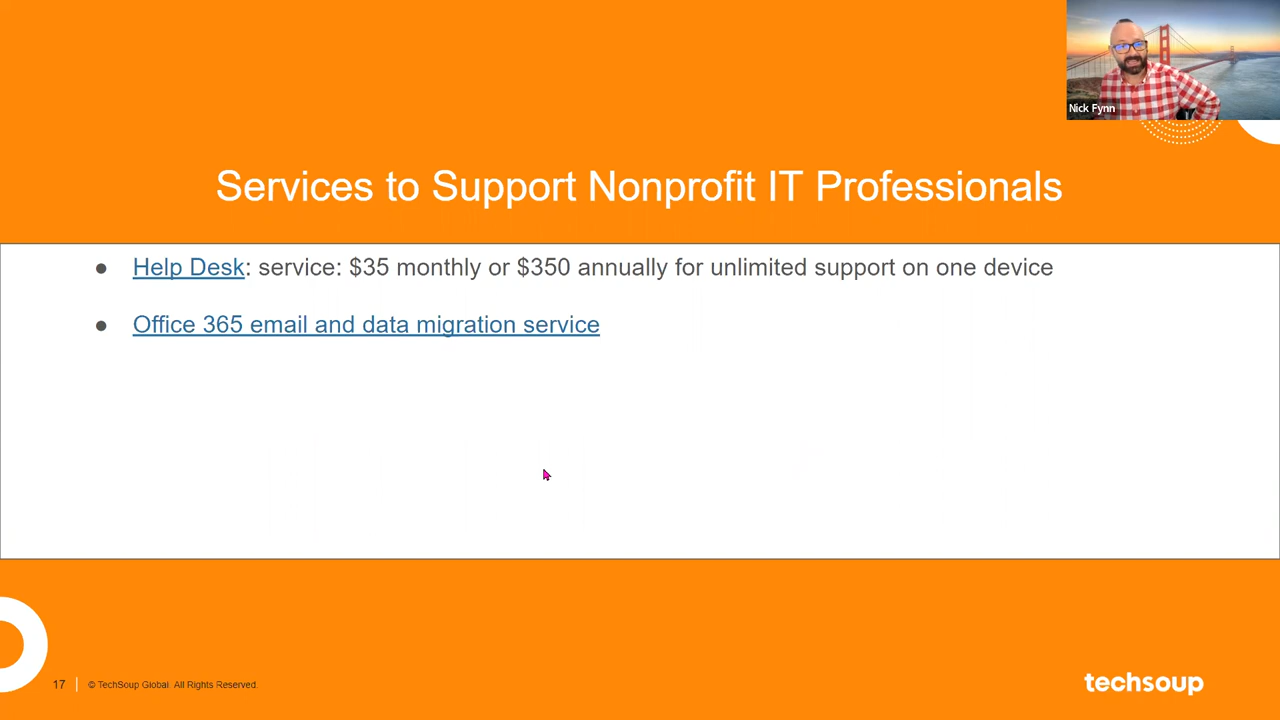 Nick Fynn
Services to Support Nonprofit IT Professionals
● Help Desk: service: $35 monthly or $350 annually for unlimited support on one device
● Office 365 email and data migration service
17
© TechSoup Global. All Rights Reserved.
techsoup